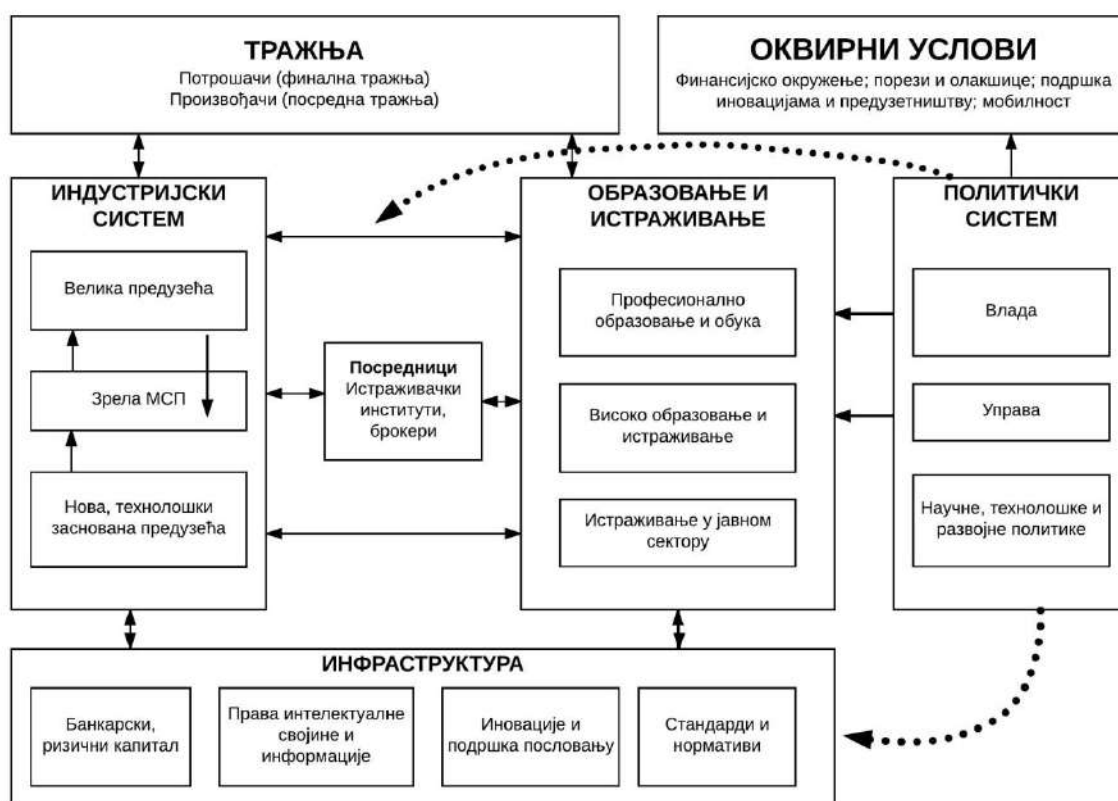 ТРАЖЊА
Потрошачи (финална тражња)
Произвођачи (посредна тражња)
ОКВИРНИ УСЛОВИ
Финансијско окружење; порези и олакшице; подршка
иновацијама и предузетништву; мобилност
ИНДУСТРИЈСКИ
СИСТЕМ
Велика предузећа
Зрела МСП
Нова, технолошки
заснована предузећа
Посредници
Истраживачки
институти,
брокери
ОБРАЗОВАЊЕ И
ИСТРАЖИВАЊЕ
Професионално
образовање и обука
Високо образовање и
истраживање
Истраживање у јавном
сектору
ПОЛИТИЧКИ
СИСТЕМ
Влада
Управа
Научне, технолошке и
развојне политике
ИНФРАСТРУКТУРА
Банкарски,
ризични капитал
Права интелектуалне
својине и
информације
Иновације и
подршка пословању
Стандарди и
нормативи